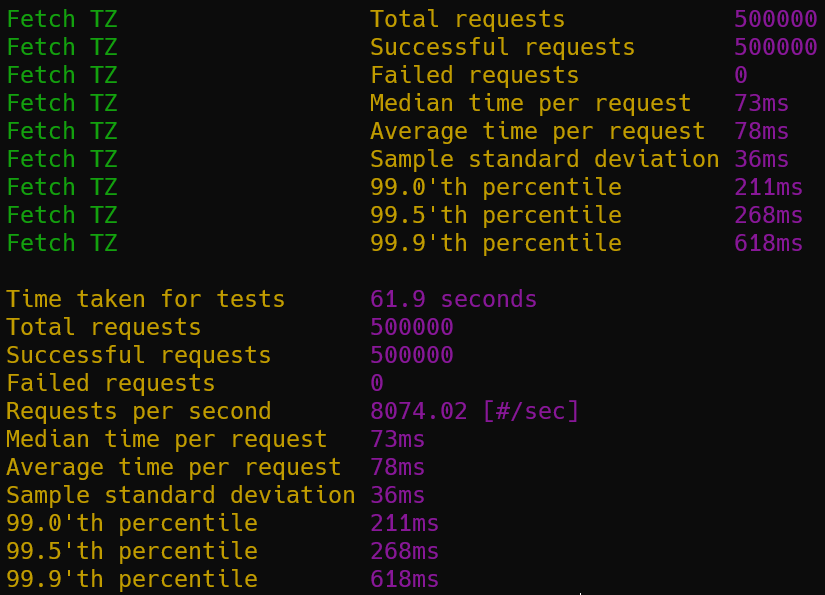 Fetch TZ Total requests 500000
Fetch TZ Successful requests 500000
Fetch TZ Failed requests 0
Fetch TZ Median time per request 73ms
Fetch TZ Average time per request 78ms
Fetch TZ Sample standard deviation 36ms
Fetch TZ 99.0'th percentile 211ms
Fetch TZ 99.5'th percentile 268ms
Fetch TZ 99.9'th percentile 618ms
Time taken for tests 61.9 seconds
Total requests 500000
Successful requests 500000
Failed requests 0
Requests per second 8074.02 [#/sec]
Median time per request 73ms
Average time per request 78ms
Sample standard deviation 36ms
99.0'th percentile 211ms
99.5'th percentile 268ms
99.9'th percentile 618ms